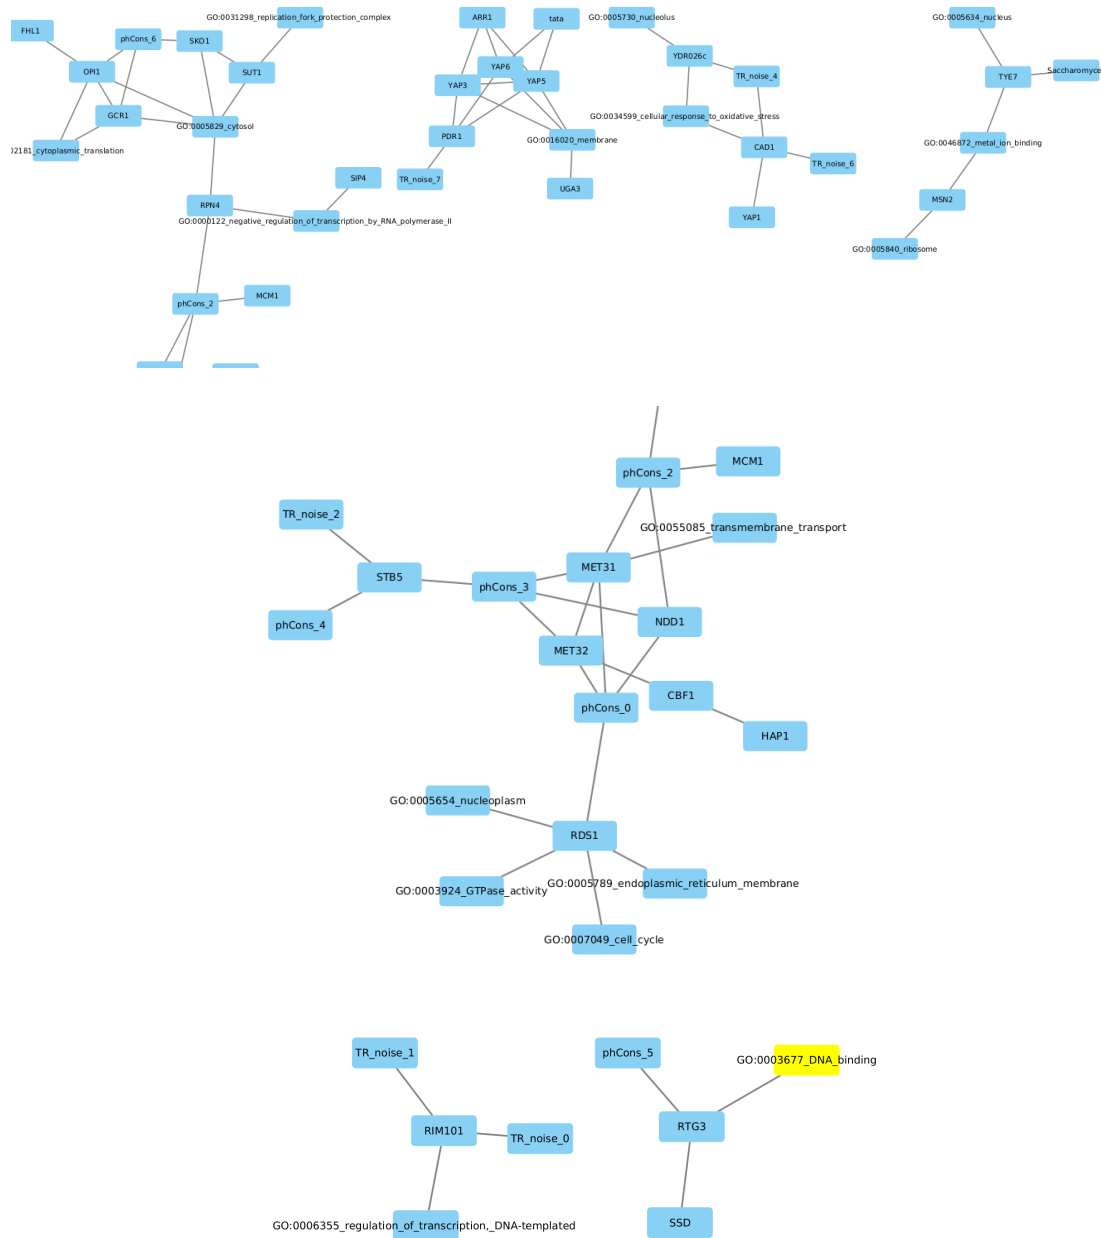 GO:0031298_replication_fork_protection_complex
FHL1
phCons_6
SKO1
OPI1
SUT1
GCR1
GO:0005829_cytosol
02181_cytoplasmic_translation
SIP4
RPN4
GO:0000122_negative_regulation_of_transcription_by_RNA_polymerase_II
phCons_2
MCM1
ARR1
tata
YAP6
YAP3
YAP5
PDR1
GO:0016020_membrane
TR_noise_7
UGA3
GO:0005730_nucleolus
YDR026c
TR_noise_4
GO:0034599_cellular_response_to_oxidative_stress
CAD1
TR_noise_6
YAP1
GO:0005634_nucleus
TYE7
Saccharomyce
GO:0046872_metal_ion_binding
MSN2
GO:0005840_ribosome
phCons_2
MCM1
TR_noise_2
GO:0055085_transmembrane_transport
MET31
STB5
phCons_3
phCons_4
NDD1
MET32
CBF1
phCons_0
HAP1
GO:0005654_nucleoplasm
RDS1
GO:0003924_GTPase_activity
GO:0005789_endoplasmic_reticulum_membrane
GO:0007049_cell_cycle
TR_noise_1
RIM101
TR_noise_0
GO:0006355_regulation_of_transcription,_DNA-templated
phCons_5
GO:0003677_DNA_binding
RTG3
SSD